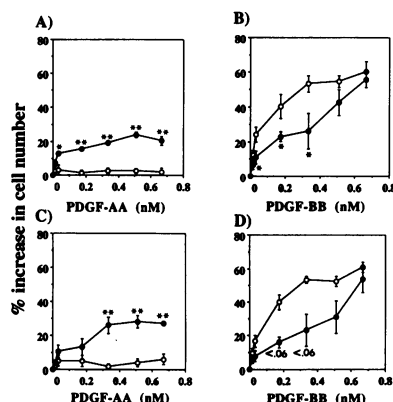 A)
80
60
40
20
0
* ** ** ** **
0 0.2 0.4 0.6 0.8
PDGF-AA (nM)
B)
80
60
40
20
0
* * *
0 0.2 0.4 0.6 0.8
PDGF-BB (nM)
% increase in cell number
C)
80
60
40
20
0
** ** **
0 0.2 0.4 0.6 0.8
PDGF-AA (nM)
D)
80
60
40
20
0
<.06 <.06
0 0.2 0.4 0.6 0.8
PDGF-BB (nM)